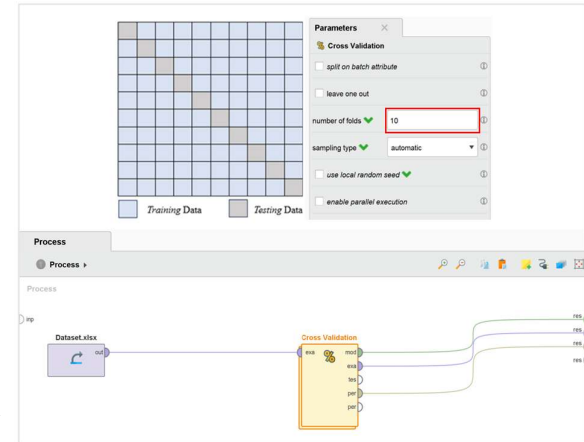 Parameters
Cross Validation
split on batch attribute
leave one out
number of folds 10
sampling type automatic
use local random seed
enable parallel execution
Training Data Testing Data
Process
Process
Process
inp
res
Dataset.xlsx
Cross Validation
res
out
exa mod
exa
res
tes
res
per
per